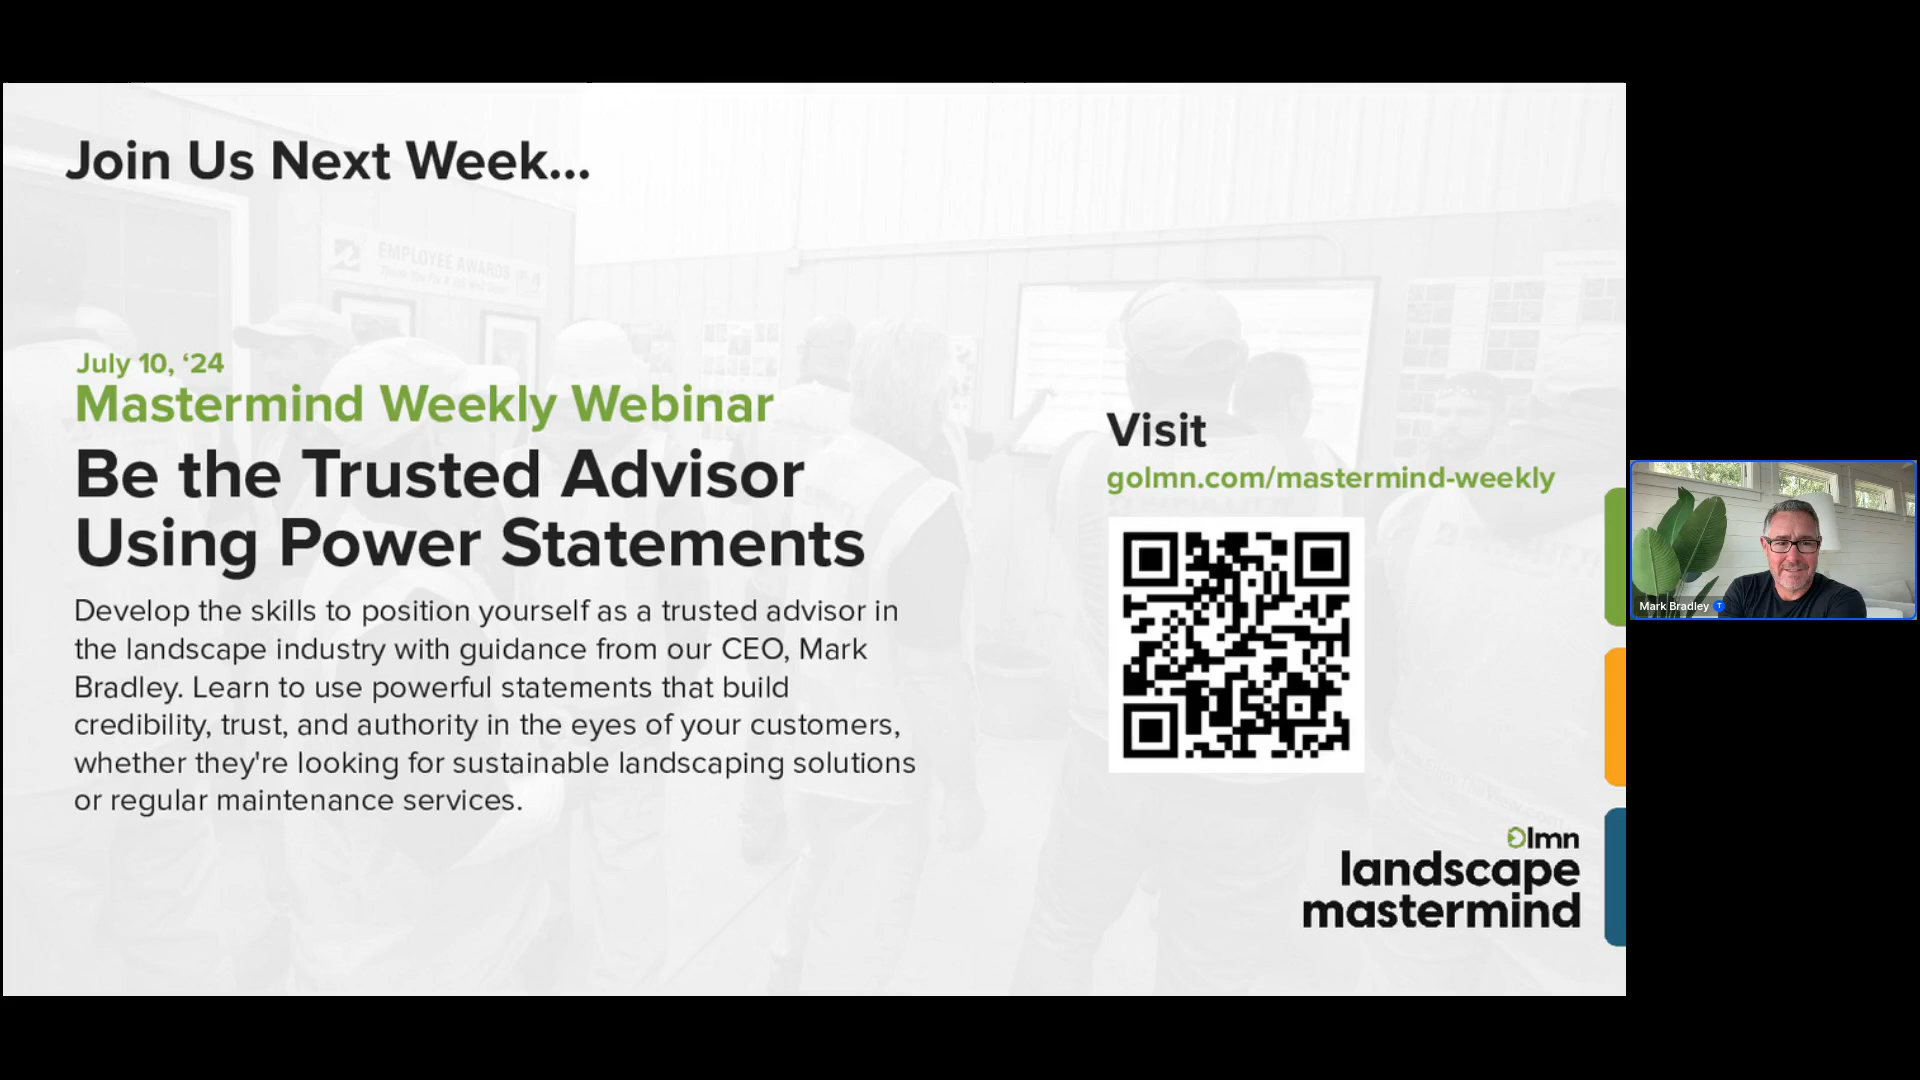 Join Us Next Week...
EMPLOYEE AWARDS
July 10, ‘24
Mastermind Weekly Webinar
Be the Trusted Advisor
Using Power Statements
Develop the skills to position yourself as a trusted advisor in
the landscape industry with guidance from our CEO, Mark
Bradley. Learn to use powerful statements that build
credibility, trust, and authority in the eyes of your customers,
whether they're looking for sustainable landscaping solutions
or regular maintenance services.
Visit
golmn.com/mastermind-weekly
lmn
landscape
mastermind
Mark Bradley